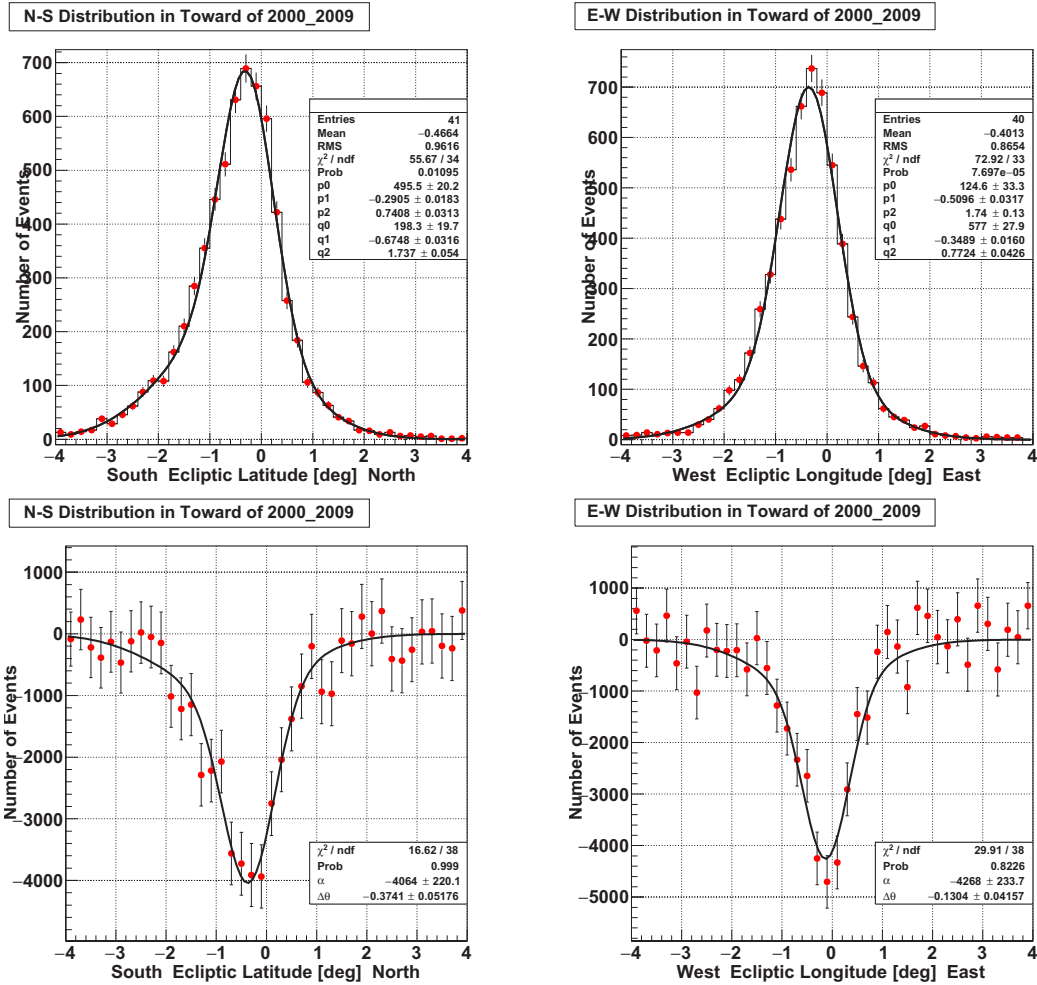 N-S Distribution in Toward of 2000_2009
Number of Events
700
600
500
400
300
200
100
0
Entries 41
Mean −0.4664
RMS 0.9616
χ² / ndf 55.67 / 34
Prob 0.01095
p0 495.5 ± 20.2
p1 −0.2905 ± 0.0183
p2 0.7408 ± 0.0313
q0 198.3 ± 19.7
q1 −0.6748 ± 0.0316
q2 1.737 ± 0.054
−4 −3 −2 −1 0 1 2 3 4
South Ecliptic Latitude [deg] North
E-W Distribution in Toward of 2000_2009
Number of Events
700
600
500
400
300
200
100
0
Entries 40
Mean −0.4013
RMS 0.8654
χ² / ndf 72.92 / 33
Prob 7.697e−05
p0 124.6 ± 33.3
p1 −0.5096 ± 0.0317
p2 1.74 ± 0.13
q0 577 ± 27.9
q1 −0.3489 ± 0.0160
q2 0.7724 ± 0.0426
−4 −3 −2 −1 0 1 2 3 4
West Ecliptic Longitude [deg] East
N-S Distribution in Toward of 2000_2009
Number of Events
1000
0
−1000
−2000
−3000
−4000
χ² / ndf 16.62 / 38
Prob 0.999
α −4064 ± 220.1
Δθ −0.3741 ± 0.05176
−4 −3 −2 −1 0 1 2 3 4
South Ecliptic Latitude [deg] North
E-W Distribution in Toward of 2000_2009
Number of Events
1000
0
−1000
−2000
−3000
−4000
−5000
χ² / ndf 29.91 / 38
Prob 0.8226
α −4268 ± 233.7
Δθ −0.1304 ± 0.04157
−4 −3 −2 −1 0 1 2 3 4
West Ecliptic Longitude [deg] East